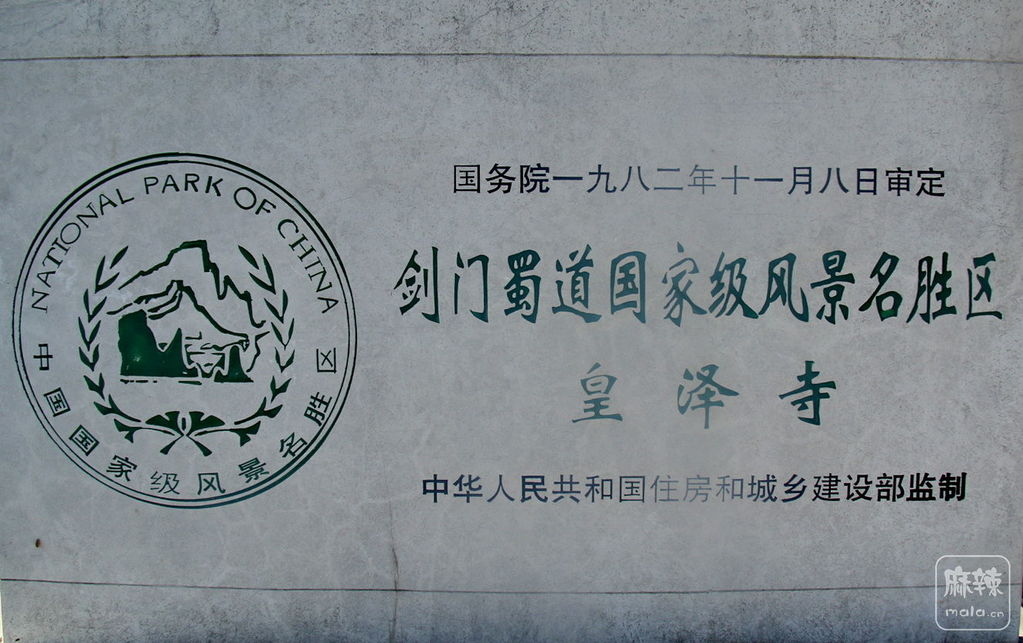 NATIONAL PARK OF CHINA
中国国家级风景名胜区
国务院一九八二年十一月八日审定
剑门蜀道国家级风景名胜区
皇泽寺
中华人民共和国住房和城乡建设部监制
麻辣
mala.cn